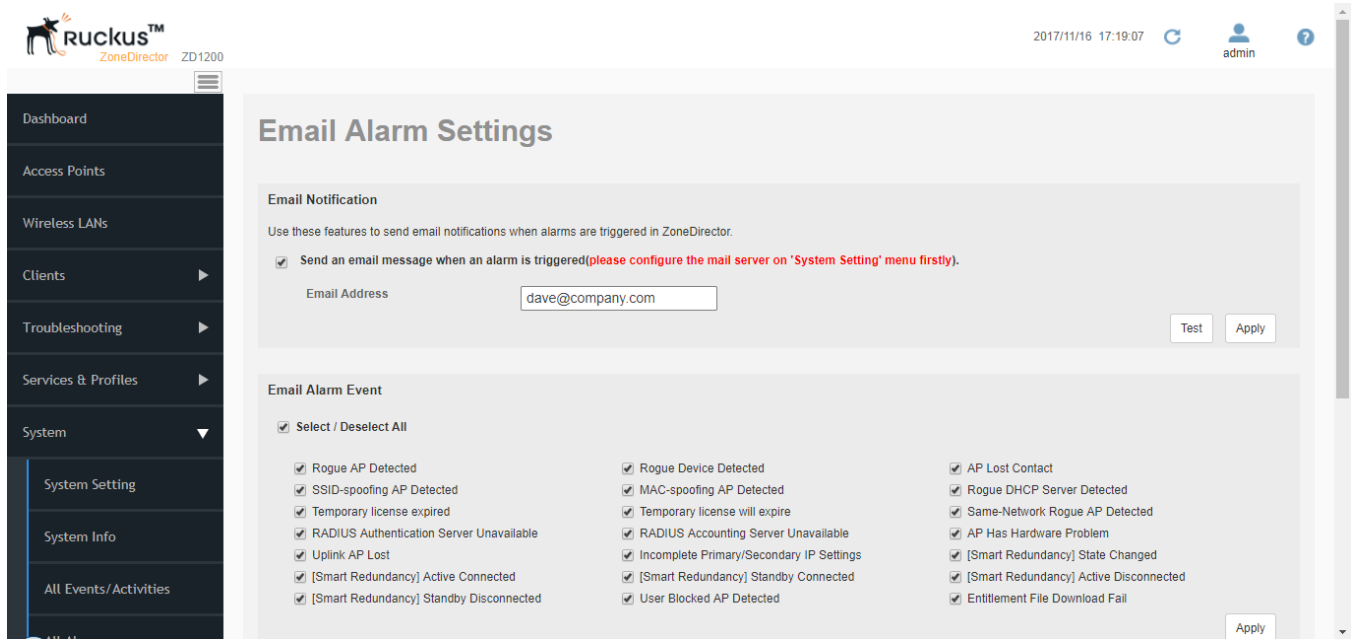 Ruckus™
ZoneDirector ZD1200
2017/11/16 17:19:07
admin
?
Dashboard
Access Points
Wireless LANs
Clients
Troubleshooting
Services & Profiles
System
System Setting
System Info
All Events/Activities
Email Alarm Settings
Email Notification
Use these features to send email notifications when alarms are triggered in ZoneDirector.
Send an email message when an alarm is triggered(please configure the mail server on 'System Setting' menu firstly).
Email Address dave@company.com
Test Apply
Email Alarm Event
Select / Deselect All
Rogue AP Detected Rogue Device Detected AP Lost Contact
SSID-spoofing AP Detected MAC-spoofing AP Detected Rogue DHCP Server Detected
Temporary license expired Temporary license will expire Same-Network Rogue AP Detected
RADIUS Authentication Server Unavailable RADIUS Accounting Server Unavailable AP Has Hardware Problem
Uplink AP Lost Incomplete Primary/Secondary IP Settings [Smart Redundancy] State Changed
[Smart Redundancy] Active Connected [Smart Redundancy] Standby Connected [Smart Redundancy] Active Disconnected
[Smart Redundancy] Standby Disconnected User Blocked AP Detected Entitlement File Download Fail
Apply